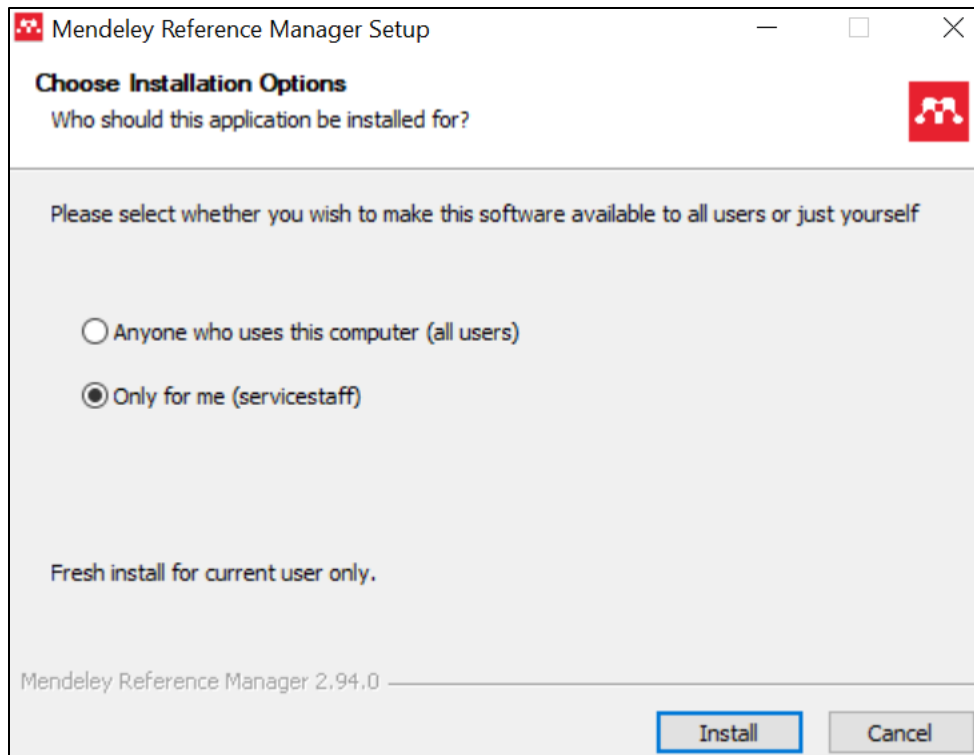 Mendeley Reference Manager Setup
Choose Installation Options
Who should this application be installed for?
Please select whether you wish to make this software available to all users or just yourself
Anyone who uses this computer (all users)
Only for me (servicestaff)
Fresh install for current user only.
Mendeley Reference Manager 2.94.0
Install Cancel